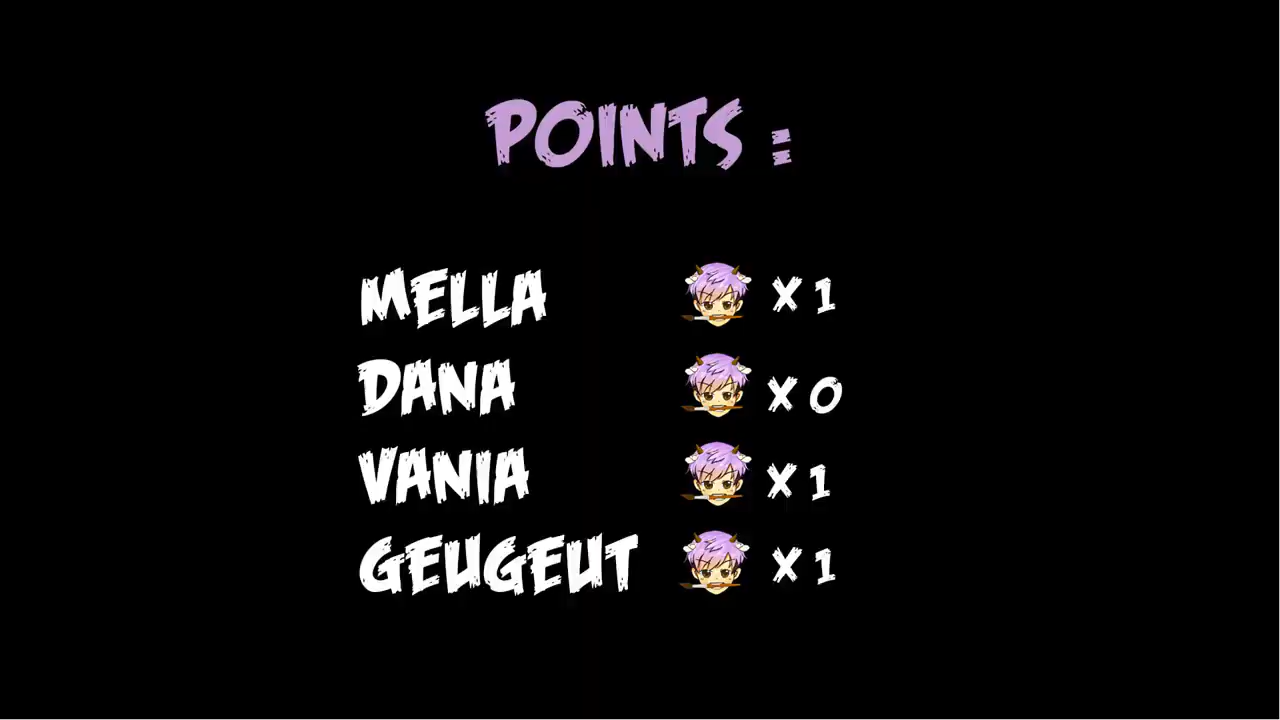 POINTS :
MELLA X 1
DANA X 0
VANIA X 1
GEUGEUT X 1